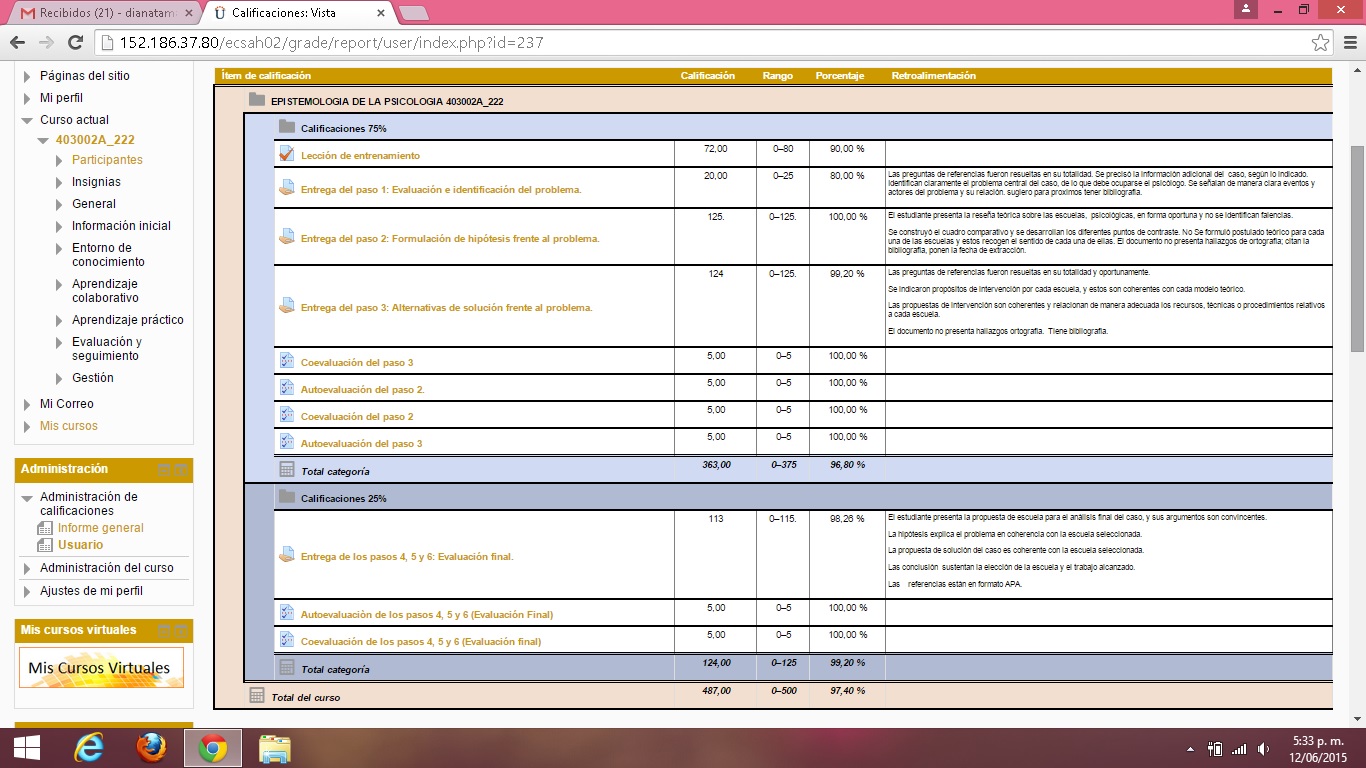 Recibidos (21) - dianatam
Calificaciones: Vista
152.186.37.80/ecsah02/grade/report/user/index.php?id=237
Páginas del sitio
Mi perfil
Curso actual
403002A_222
Participantes
Insignias
General
Información inicial
Entorno de
conocimiento
Aprendizaje
colaborativo
Aprendizaje práctico
Evaluación y
seguimiento
Gestión
Mi Correo
Mis cursos
Administración
Administración de
calificaciones
Informe general
Usuario
Administración del curso
Ajustes de mi perfil
Mis cursos virtuales
Mis Cursos Virtuales
Ítem de calificación Calificación Rango Porcentaje Retroalimentación
EPISTEMOLOGIA DE LA PSICOLOGIA 403002A_222
Calificaciones 75%
Lección de entrenamiento 72,00 0–80 90,00 %
Entrega del paso 1: Evaluación e identificación del problema. 20,00 0–25 80,00 %
Las preguntas de referencias fueron resueltas en su totalidad. Se precisó la información adicional del caso, según lo indicado.
Identifican claramente el problema central del caso, de lo que debe ocuparse el psicólogo. Se señalan de manera clara eventos y
actores del problema y su relación. sugiero para proximos tener bibliografia.
Entrega del paso 2: Formulación de hipótesis frente al problema. 125. 0–125. 100,00 %
El estudiante presenta la reseña teórica sobre las escuelas, psicológicas, en forma oportuna y no se identifican falencias.
Se construyó el cuadro comparativo y se desarrollan los diferentes puntos de contraste. No Se formuló postulado teórico para cada
una de las escuelas y estos recogen el sentido de cada una de ellas. El documento no presenta hallazgos de ortografía; citan la
bibliografía, ponen la fecha de extracción.
Entrega del paso 3: Alternativas de solución frente al problema. 124 0–125. 99,20 %
Las preguntas de referencias fueron resueltas en su totalidad y oportunamente.
Se indicaron propósitos de intervención por cada escuela, y estos son coherentes con cada modelo teórico.
Las propuestas de intervención son coherentes y relacionan de manera adecuada los recursos, técnicas o procedimientos relativos
a cada escuela.
El documento no presenta hallazgos ortografía. Tiene bibliografia.
Coevaluación del paso 3 5,00 0–5 100,00 %
Autoevaluación del paso 2. 5,00 0–5 100,00 %
Coevaluación del paso 2 5,00 0–5 100,00 %
Autoevaluación del paso 3 5,00 0–5 100,00 %
Total categoría 363,00 0–375 96,80 %
Calificaciones 25%
Entrega de los pasos 4, 5 y 6: Evaluación final. 113 0–115. 98,26 %
El estudiante presenta la propuesta de escuela para el análisis final del caso, y sus argumentos son convincentes.
La hipótesis explica el problema en coherencia con la escuela seleccionada.
La propuesta de solución del caso es coherente con la escuela seleccionada.
Las conclusión sustentan la elección de la escuela y el trabajo alcanzado.
Las referencias están en formato APA.
Autoevaluación de los pasos 4, 5 y 6 (Evaluación Final) 5,00 0–5 100,00 %
Coevaluación de los pasos 4, 5 y 6 (Evaluación final) 5,00 0–5 100,00 %
Total categoría 124,00 0–125 99,20 %
Total del curso 487,00 0–500 97,40 %
5:33 p. m.
12/06/2015